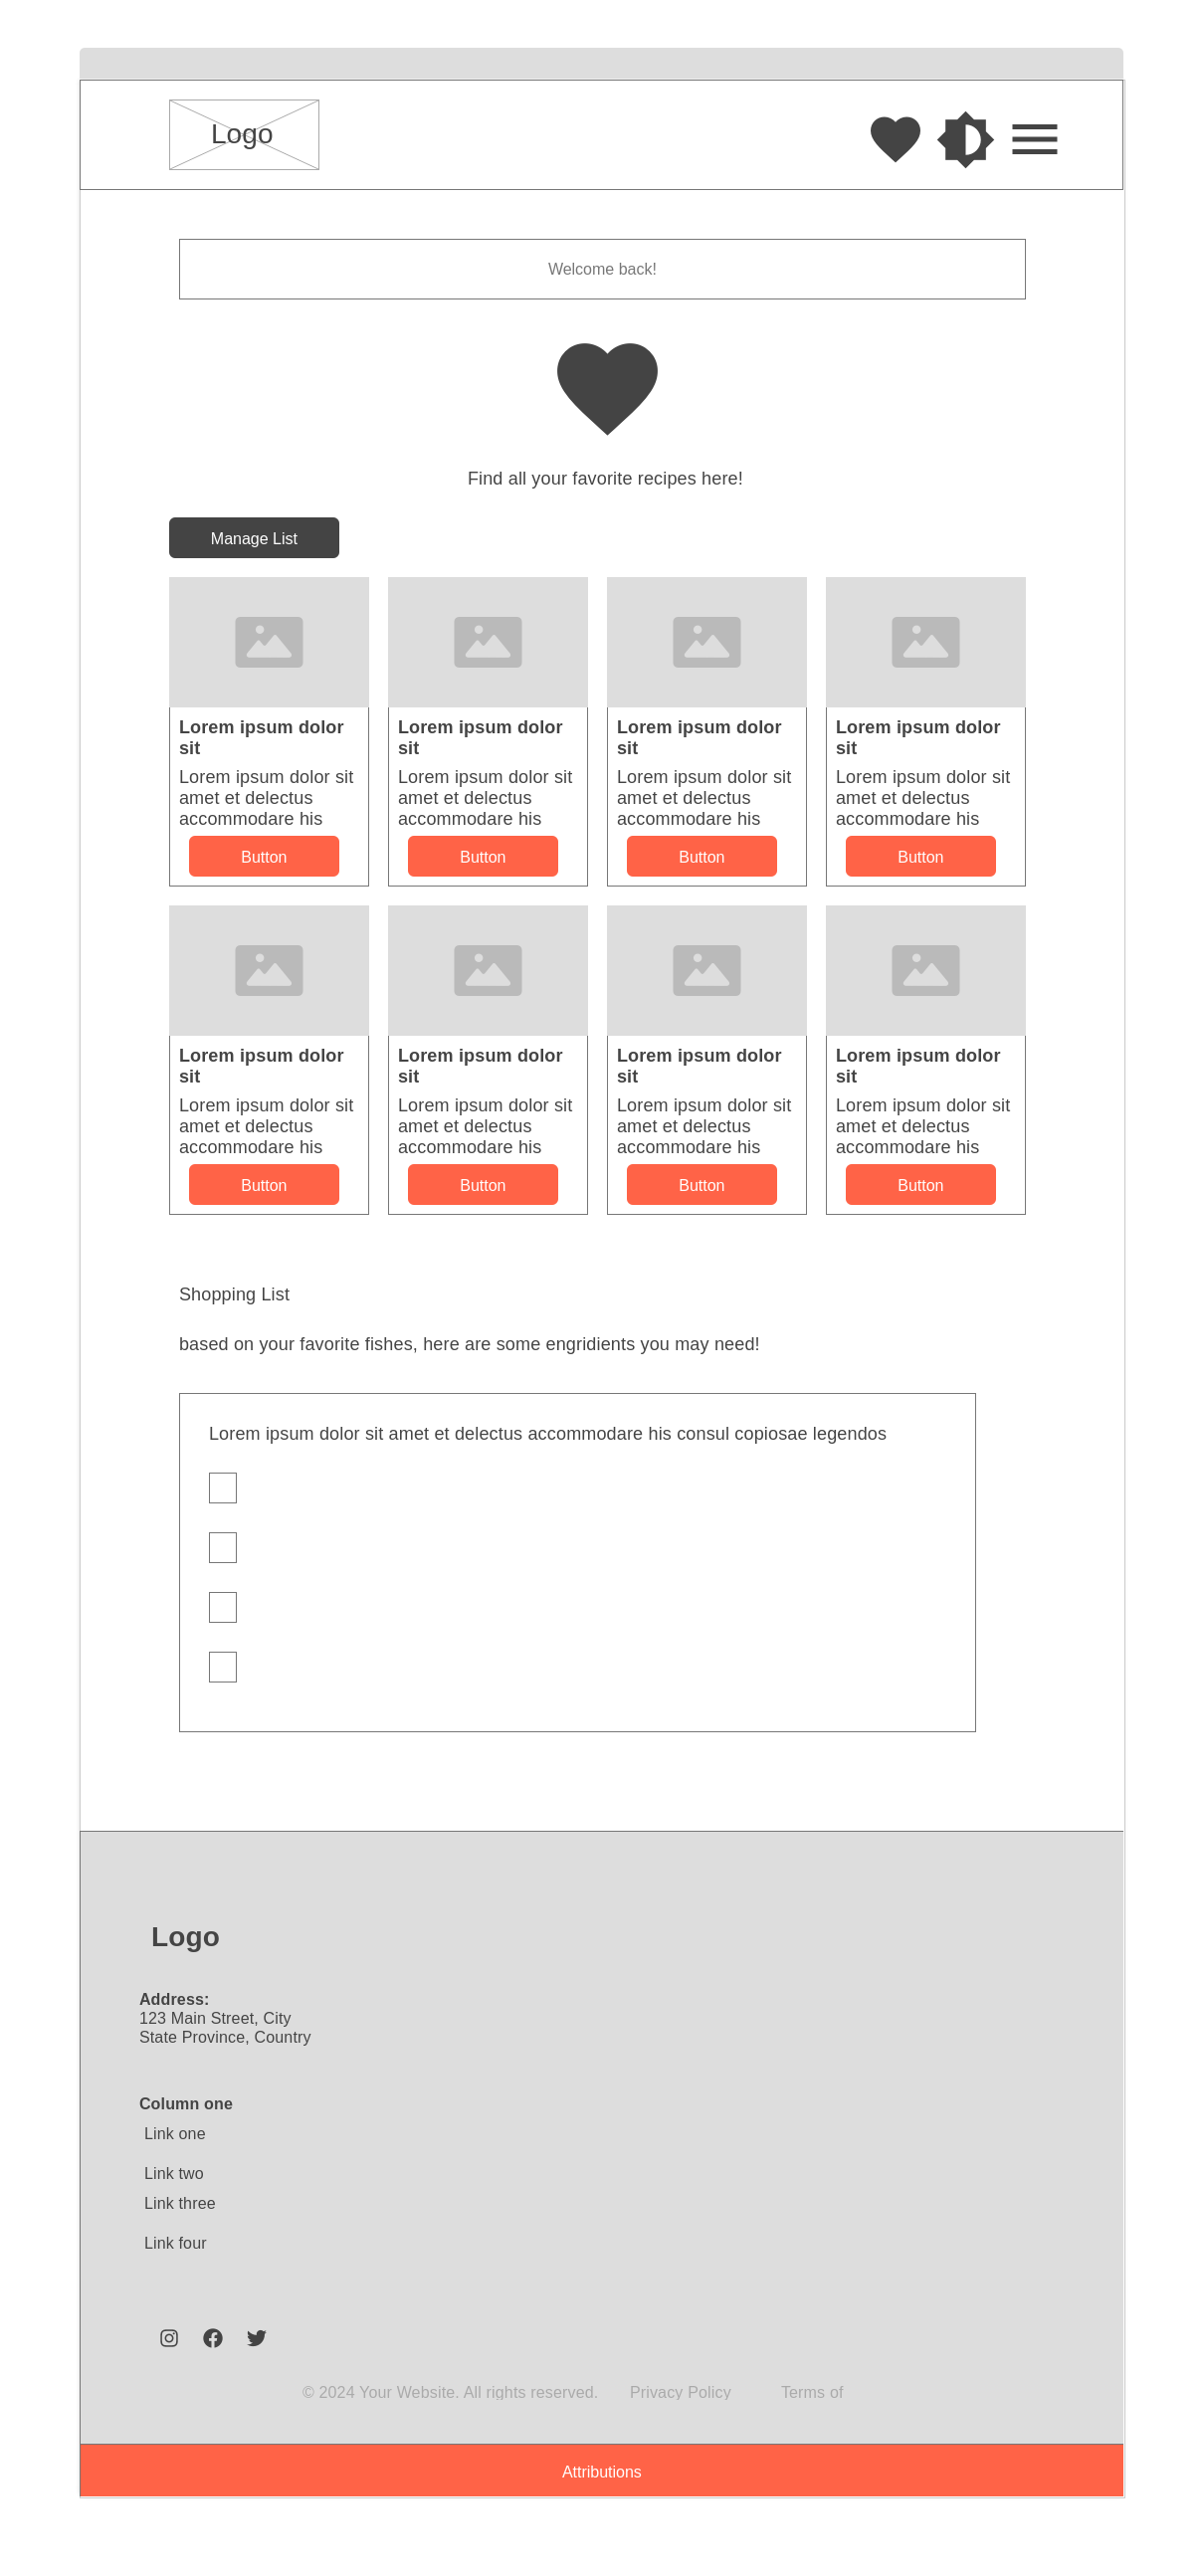 Logo
Welcome back!
Find all your favorite recipes here!
Manage List
Lorem ipsum dolor
sit
Lorem ipsum dolor sit
amet et delectus
accommodare his
Button
Lorem ipsum dolor
sit
Lorem ipsum dolor sit
amet et delectus
accommodare his
Button
Lorem ipsum dolor
sit
Lorem ipsum dolor sit
amet et delectus
accommodare his
Button
Lorem ipsum dolor
sit
Lorem ipsum dolor sit
amet et delectus
accommodare his
Button
Lorem ipsum dolor
sit
Lorem ipsum dolor sit
amet et delectus
accommodare his
Button
Lorem ipsum dolor
sit
Lorem ipsum dolor sit
amet et delectus
accommodare his
Button
Lorem ipsum dolor
sit
Lorem ipsum dolor sit
amet et delectus
accommodare his
Button
Lorem ipsum dolor
sit
Lorem ipsum dolor sit
amet et delectus
accommodare his
Button
Shopping List
based on your favorite fishes, here are some engridients you may need!
Lorem ipsum dolor sit amet et delectus accommodare his consul copiosae legendos
Logo
Address:
123 Main Street, City
State Province, Country
Column one
Link one
Link two
Link three
Link four
© 2024 Your Website. All rights reserved. Privacy Policy Terms of
Attributions